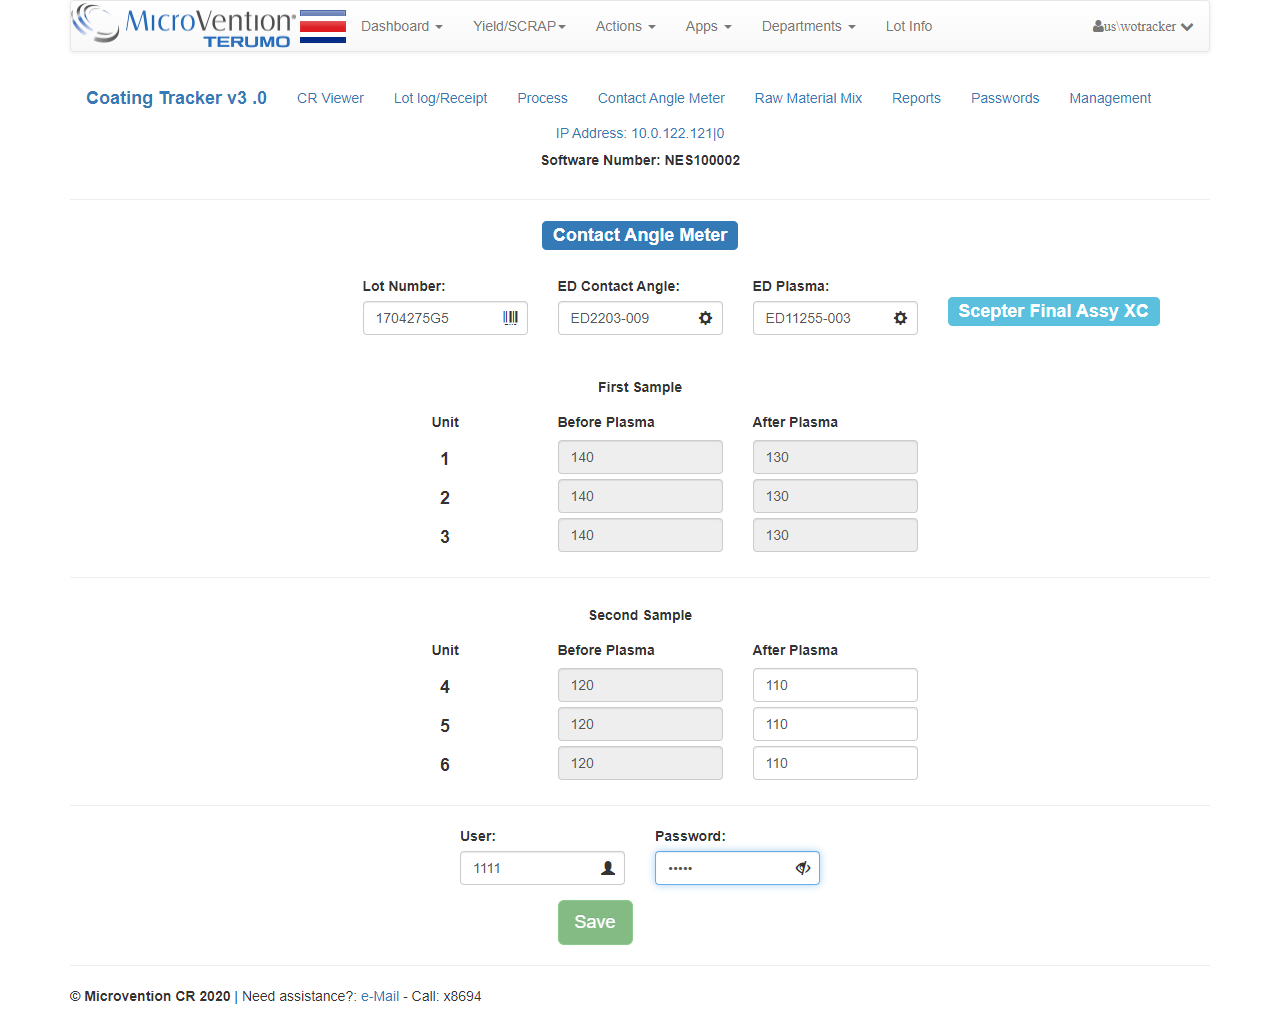 MicroVention® TERUMO Dashboard Yield/SCRAP Actions Apps Departments Lot Info us\wotracker
Coating Tracker v3 .0 CR Viewer Lot log/Receipt Process Contact Angle Meter Raw Material Mix Reports Passwords Management
IP Address: 10.0.122.121|0
Software Number: NES100002
Contact Angle Meter
Lot Number: ED Contact Angle: ED Plasma:
1704275G5 ED2203-009 ED11255-003 Scepter Final Assy XC
First Sample
Unit Before Plasma After Plasma
1 140 130
2 140 130
3 140 130
Second Sample
Unit Before Plasma After Plasma
4 120 110
5 120 110
6 120 110
User: Password:
1111 •••••
Save
© Microvention CR 2020 | Need assistance?: e-Mail - Call: x8694